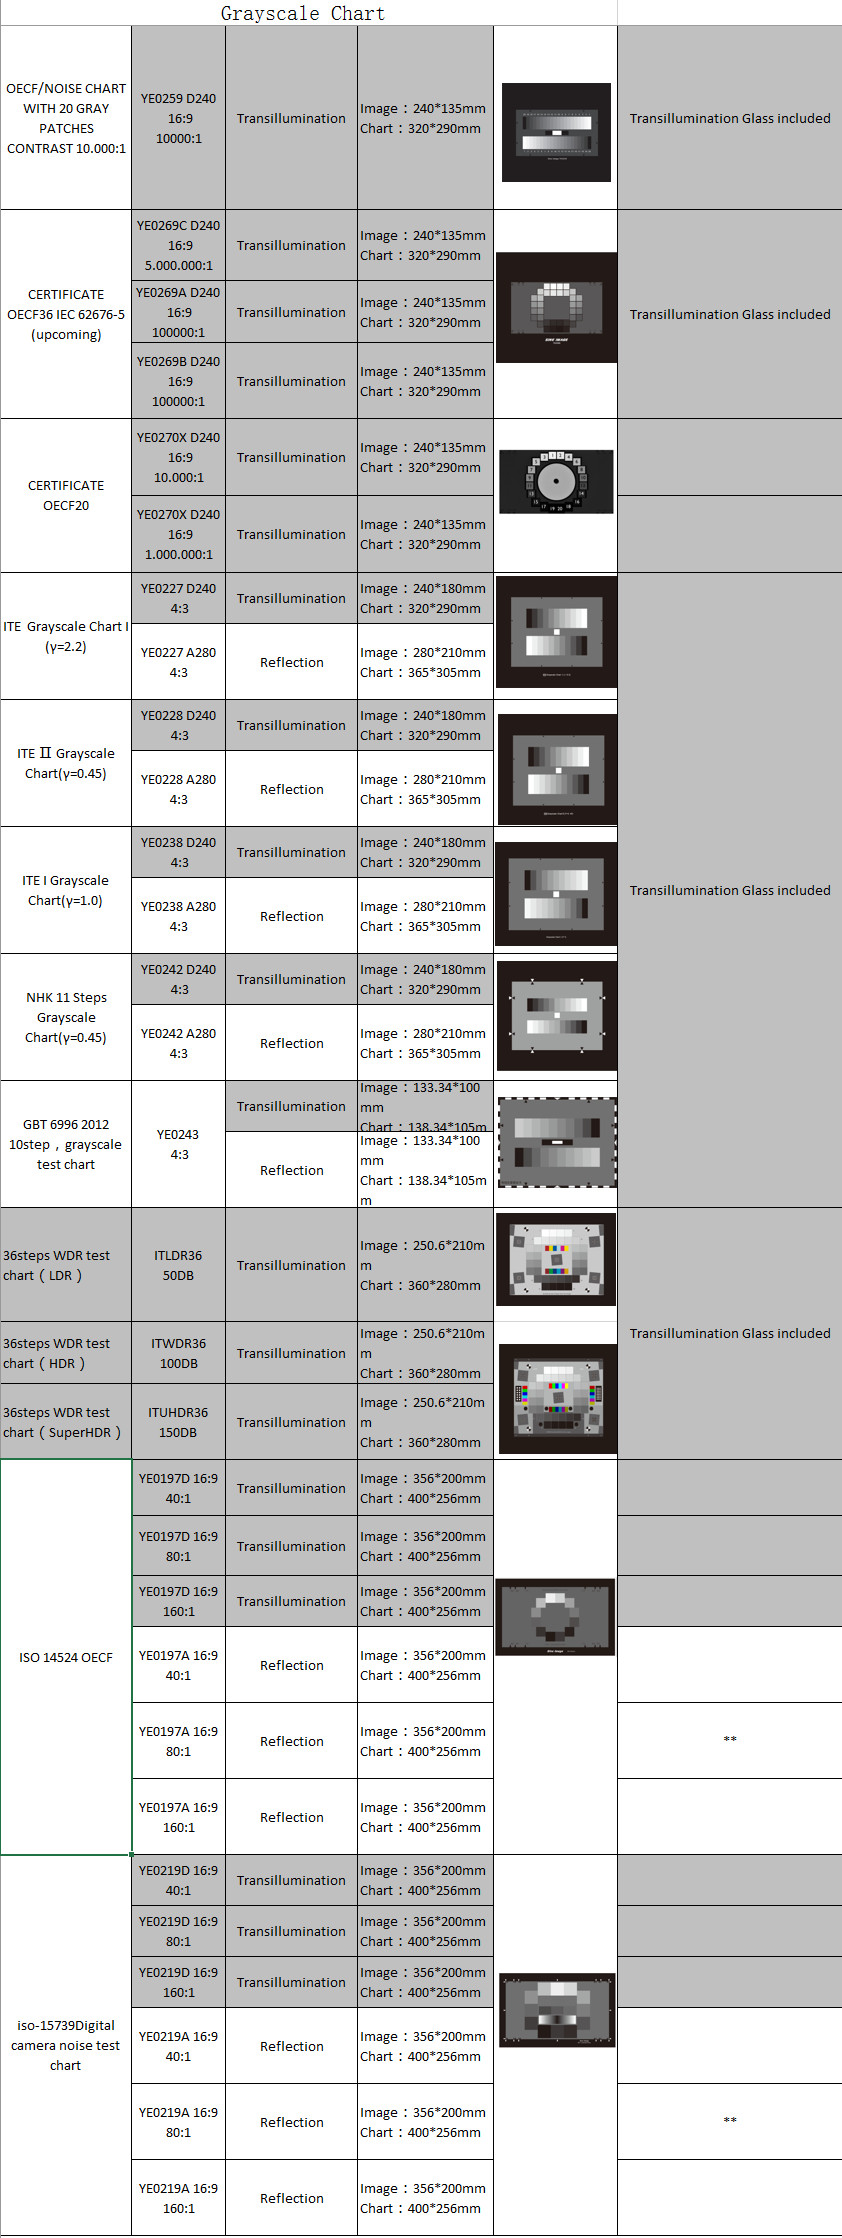 Grayscale Chart
OECF/NOISE CHART
WITH 20 GRAY
PATCHES
CONTRAST 10.000:1
YE0259 D240
16:9
10000:1
Transillumination
Image：240*135mm
Chart：320*290mm
Transillumination Glass included
CERTIFICATE
OECF36 IEC 62676-5
(upcoming)
YE0269C D240
16:9
5.000.000:1
Transillumination
Image：240*135mm
Chart：320*290mm
YE0269A D240
16:9
100000:1
Transillumination
Image：240*135mm
Chart：320*290mm
YE0269B D240
16:9
100000:1
Transillumination
Image：240*135mm
Chart：320*290mm
Transillumination Glass included
CERTIFICATE
OECF20
YE0270X D240
16:9
10.000:1
Transillumination
Image：240*135mm
Chart：320*290mm
YE0270X D240
16:9
1.000.000:1
Transillumination
Image：240*135mm
Chart：320*290mm
ITE Grayscale Chart I
(γ=2.2)
YE0227 D240
4:3
Transillumination
Image：240*180mm
Chart：320*290mm
YE0227 A280
4:3
Reflection
Image：280*210mm
Chart：365*305mm
ITE Ⅱ Grayscale
Chart(γ=0.45)
YE0228 D240
4:3
Transillumination
Image：240*180mm
Chart：320*290mm
YE0228 A280
4:3
Reflection
Image：280*210mm
Chart：365*305mm
ITE I Grayscale
Chart(γ=1.0)
YE0238 D240
4:3
Transillumination
Image：240*180mm
Chart：320*290mm
YE0238 A280
4:3
Reflection
Image：280*210mm
Chart：365*305mm
Transillumination Glass included
NHK 11 Steps
Grayscale
Chart(γ=0.45)
YE0242 D240
4:3
Transillumination
Image：240*180mm
Chart：320*290mm
YE0242 A280
4:3
Reflection
Image：280*210mm
Chart：365*305mm
GBT 6996 2012
10step，grayscale
test chart
YE0243
4:3
Transillumination
Image：133.34*100
mm
Chart：138.34*105m
Reflection
Image：133.34*100
mm
Chart：138.34*105m
m
36steps WDR test
chart（LDR）
ITLDR36
50DB
Transillumination
Image：250.6*210m
m
Chart：360*280mm
36steps WDR test
chart（HDR）
ITWDR36
100DB
Transillumination
Image：250.6*210m
m
Chart：360*280mm
Transillumination Glass included
36steps WDR test
chart（SuperHDR）
ITUHDR36
150DB
Transillumination
Image：250.6*210m
m
Chart：360*280mm
ISO 14524 OECF
YE0197D 16:9
40:1
Transillumination
Image：356*200mm
Chart：400*256mm
YE0197D 16:9
80:1
Transillumination
Image：356*200mm
Chart：400*256mm
YE0197D 16:9
160:1
Transillumination
Image：356*200mm
Chart：400*256mm
YE0197A 16:9
40:1
Reflection
Image：356*200mm
Chart：400*256mm
YE0197A 16:9
80:1
Reflection
Image：356*200mm
Chart：400*256mm
**
YE0197A 16:9
160:1
Reflection
Image：356*200mm
Chart：400*256mm
iso-15739Digital
camera noise test
chart
YE0219D 16:9
40:1
Transillumination
Image：356*200mm
Chart：400*256mm
YE0219D 16:9
80:1
Transillumination
Image：356*200mm
Chart：400*256mm
YE0219D 16:9
160:1
Transillumination
Image：356*200mm
Chart：400*256mm
YE0219A 16:9
40:1
Reflection
Image：356*200mm
Chart：400*256mm
YE0219A 16:9
80:1
Reflection
Image：356*200mm
Chart：400*256mm
**
YE0219A 16:9
160:1
Reflection
Image：356*200mm
Chart：400*256mm